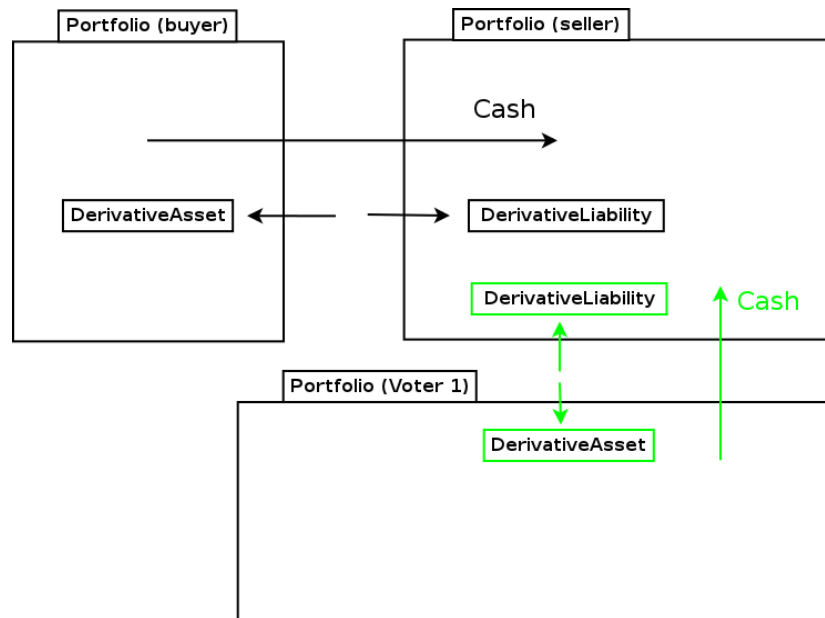 Portfolio (buyer)
Portfolio (seller)
Cash
DerivativeAsset
DerivativeLiability
DerivativeLiability
Cash
Portfolio (Voter 1)
DerivativeAsset